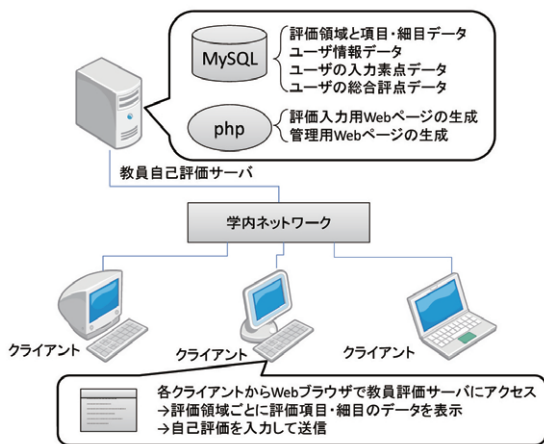 MySQL
評価領域と項目・細目データ
ユーザ情報データ
ユーザの入力素点データ
ユーザの総合評点データ
php
評価入力用Webページの生成
管理用Webページの生成
教員自己評価サーバ
学内ネットワーク
クライアント
クライアント
クライアント
各クライアントからWebブラウザで教員評価サーバにアクセス
→評価領域ごとに評価項目・細目のデータを表示
→自己評価を入力して送信